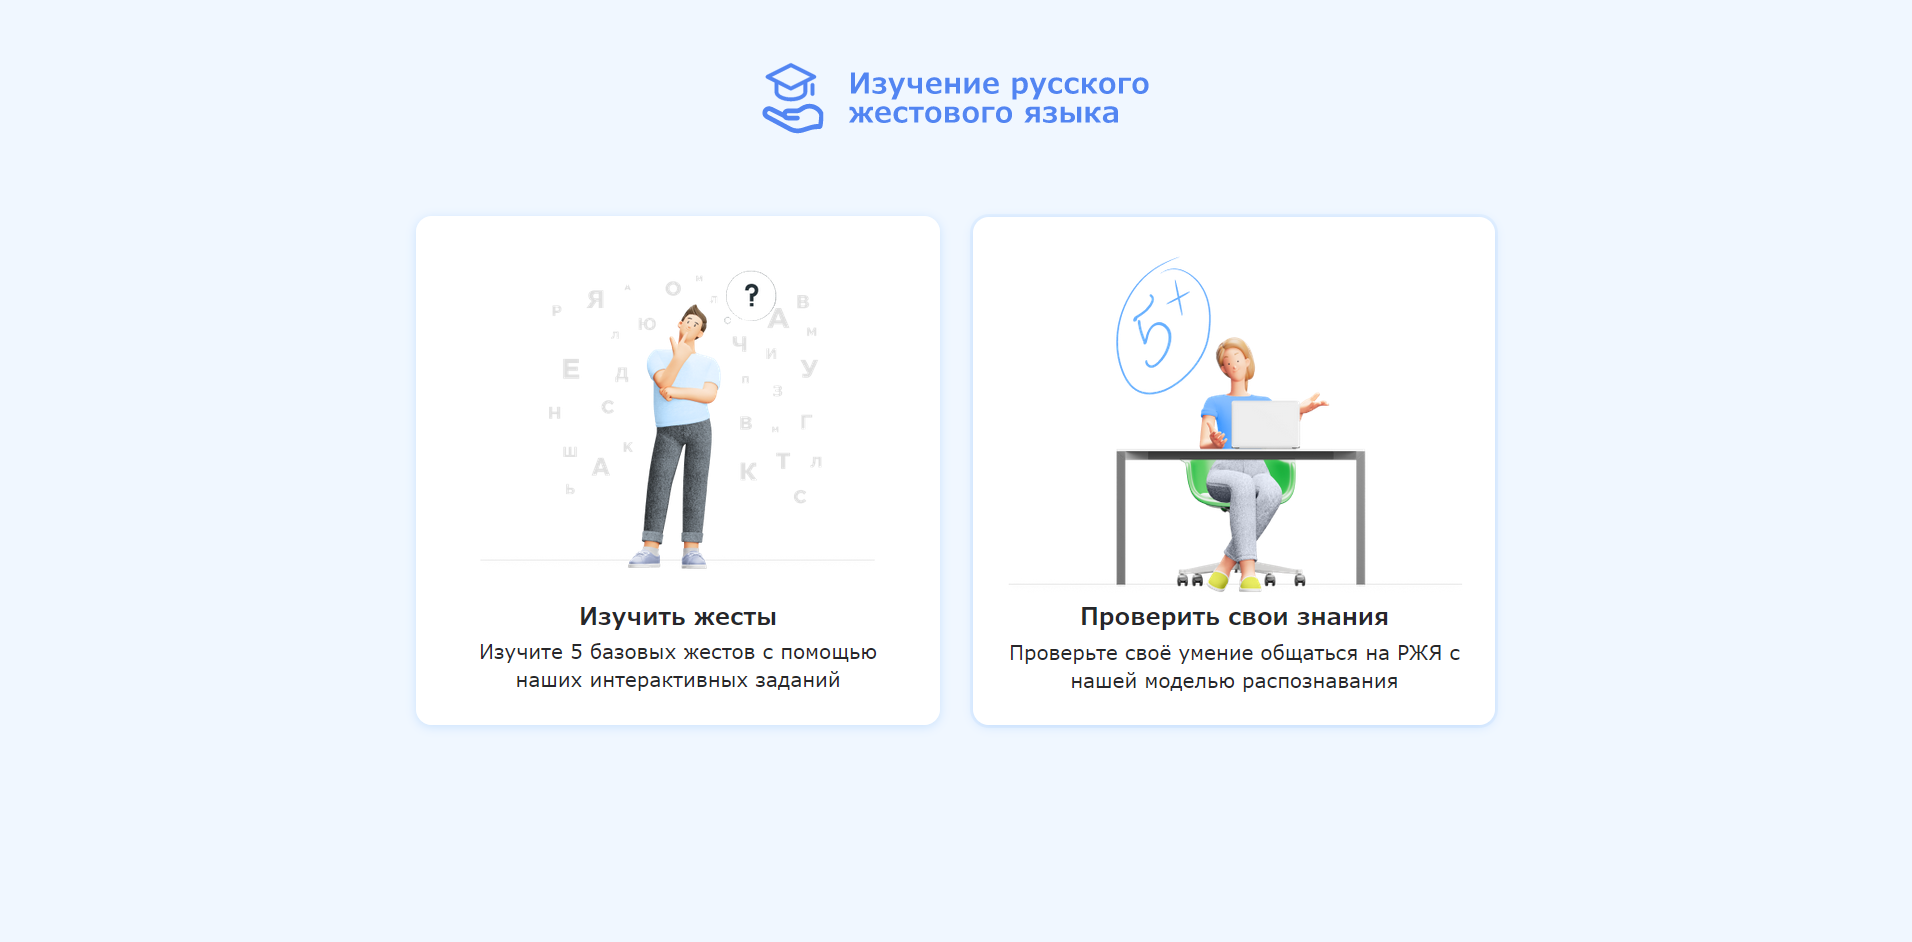 Изучение русского
жестового языка
?
Р Я А О И Л В
Л Ю С А М
Ч И
Е Д П З У
Н С В И Г
Ш А К К Т Л
Ь С
5+
Изучить жесты
Изучите 5 базовых жестов с помощью
наших интерактивных заданий
Проверить свои знания
Проверьте своё умение общаться на РЖЯ с
нашей моделью распознавания